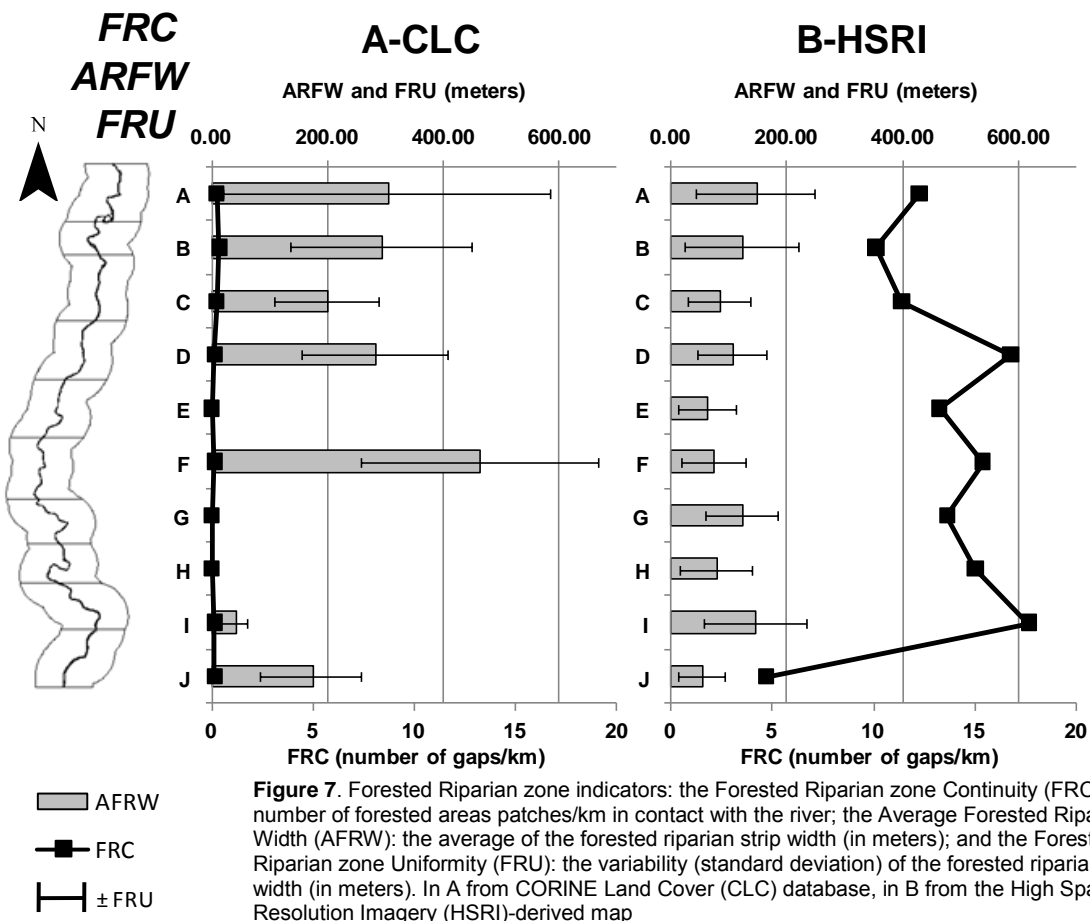 FRC
ARFW
FRU
N
A-CLC
ARFW and FRU (meters)
0.00 200.00 400.00 600.00
A
B
C
D
E
F
G
H
I
J
0 5 10 15 20
FRC (number of gaps/km)
B-HSRI
ARFW and FRU (meters)
0.00 200.00 400.00 600.00
A
B
C
D
E
F
G
H
I
J
0 5 10 15 20
FRC (number of gaps/km)
AFRW
FRC
± FRU
Figure 7. Forested Riparian zone indicators: the Forested Riparian zone Continuity (FRC
number of forested areas patches/km in contact with the river; the Average Forested Ripa
Width (AFRW): the average of the forested riparian strip width (in meters); and the Forest
Riparian zone Uniformity (FRU): the variability (standard deviation) of the forested riparia
width (in meters). In A from CORINE Land Cover (CLC) database, in B from the High Spa
Resolution Imagery (HSRI)-derived map